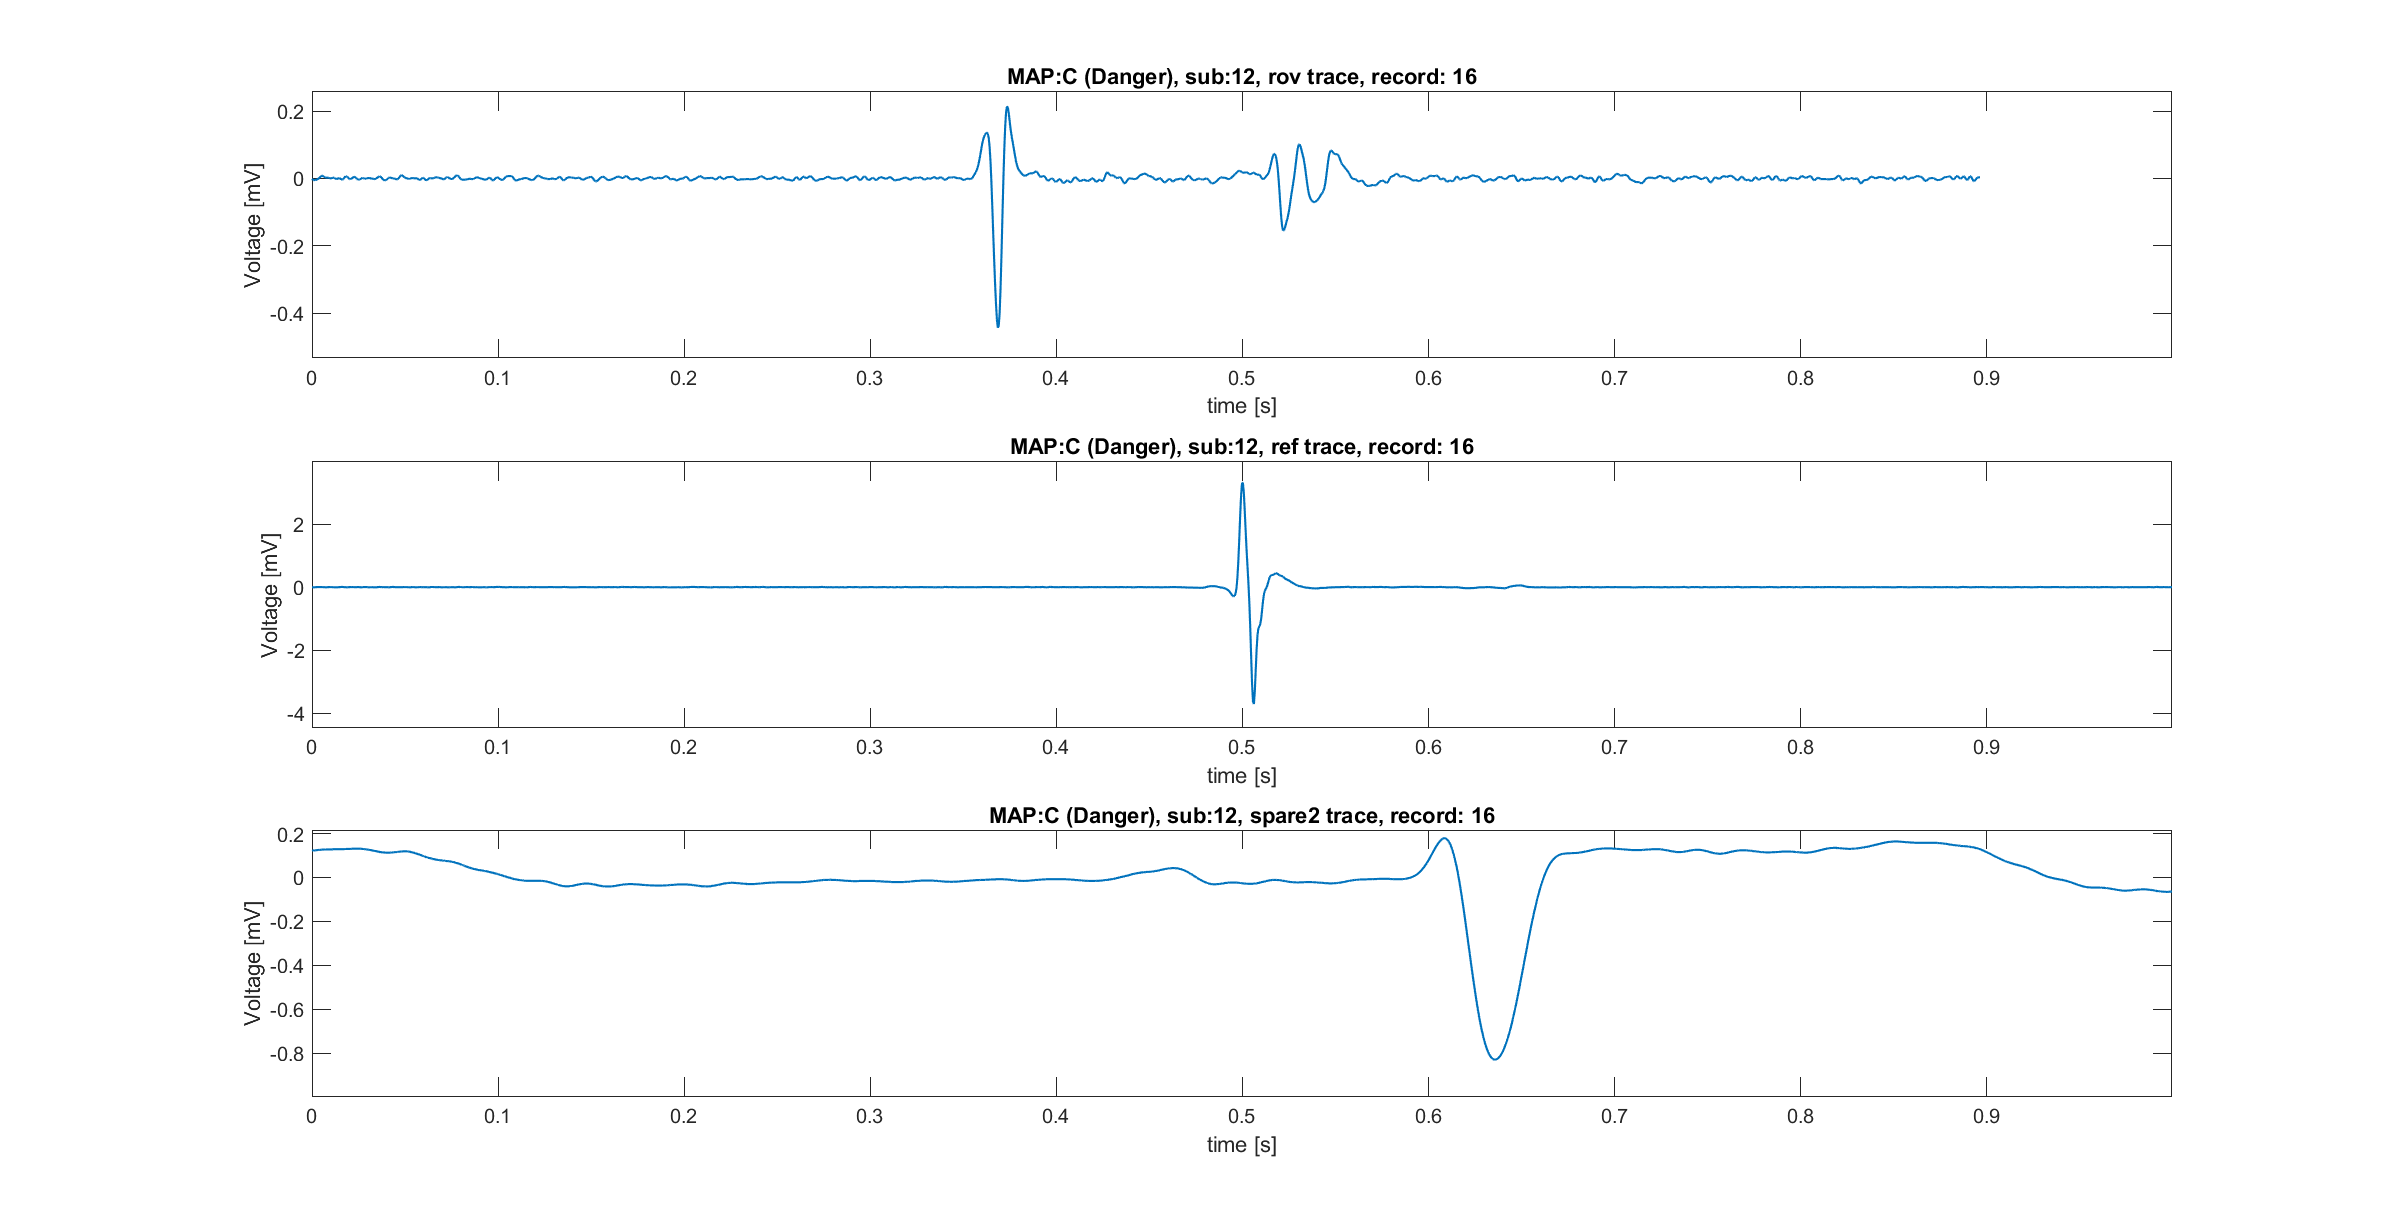 MAP:C (Danger), sub:12, rov trace, record: 16
0.2
0
-0.2
-0.4
Voltage [mV]
0 0.1 0.2 0.3 0.4 0.5 0.6 0.7 0.8 0.9
time [s]
MAP:C (Danger), sub:12, ref trace, record: 16
2
0
-2
-4
Voltage [mV]
0 0.1 0.2 0.3 0.4 0.5 0.6 0.7 0.8 0.9
time [s]
MAP:C (Danger), sub:12, spare2 trace, record: 16
0.2
0
-0.2
-0.4
-0.6
-0.8
Voltage [mV]
0 0.1 0.2 0.3 0.4 0.5 0.6 0.7 0.8 0.9
time [s]